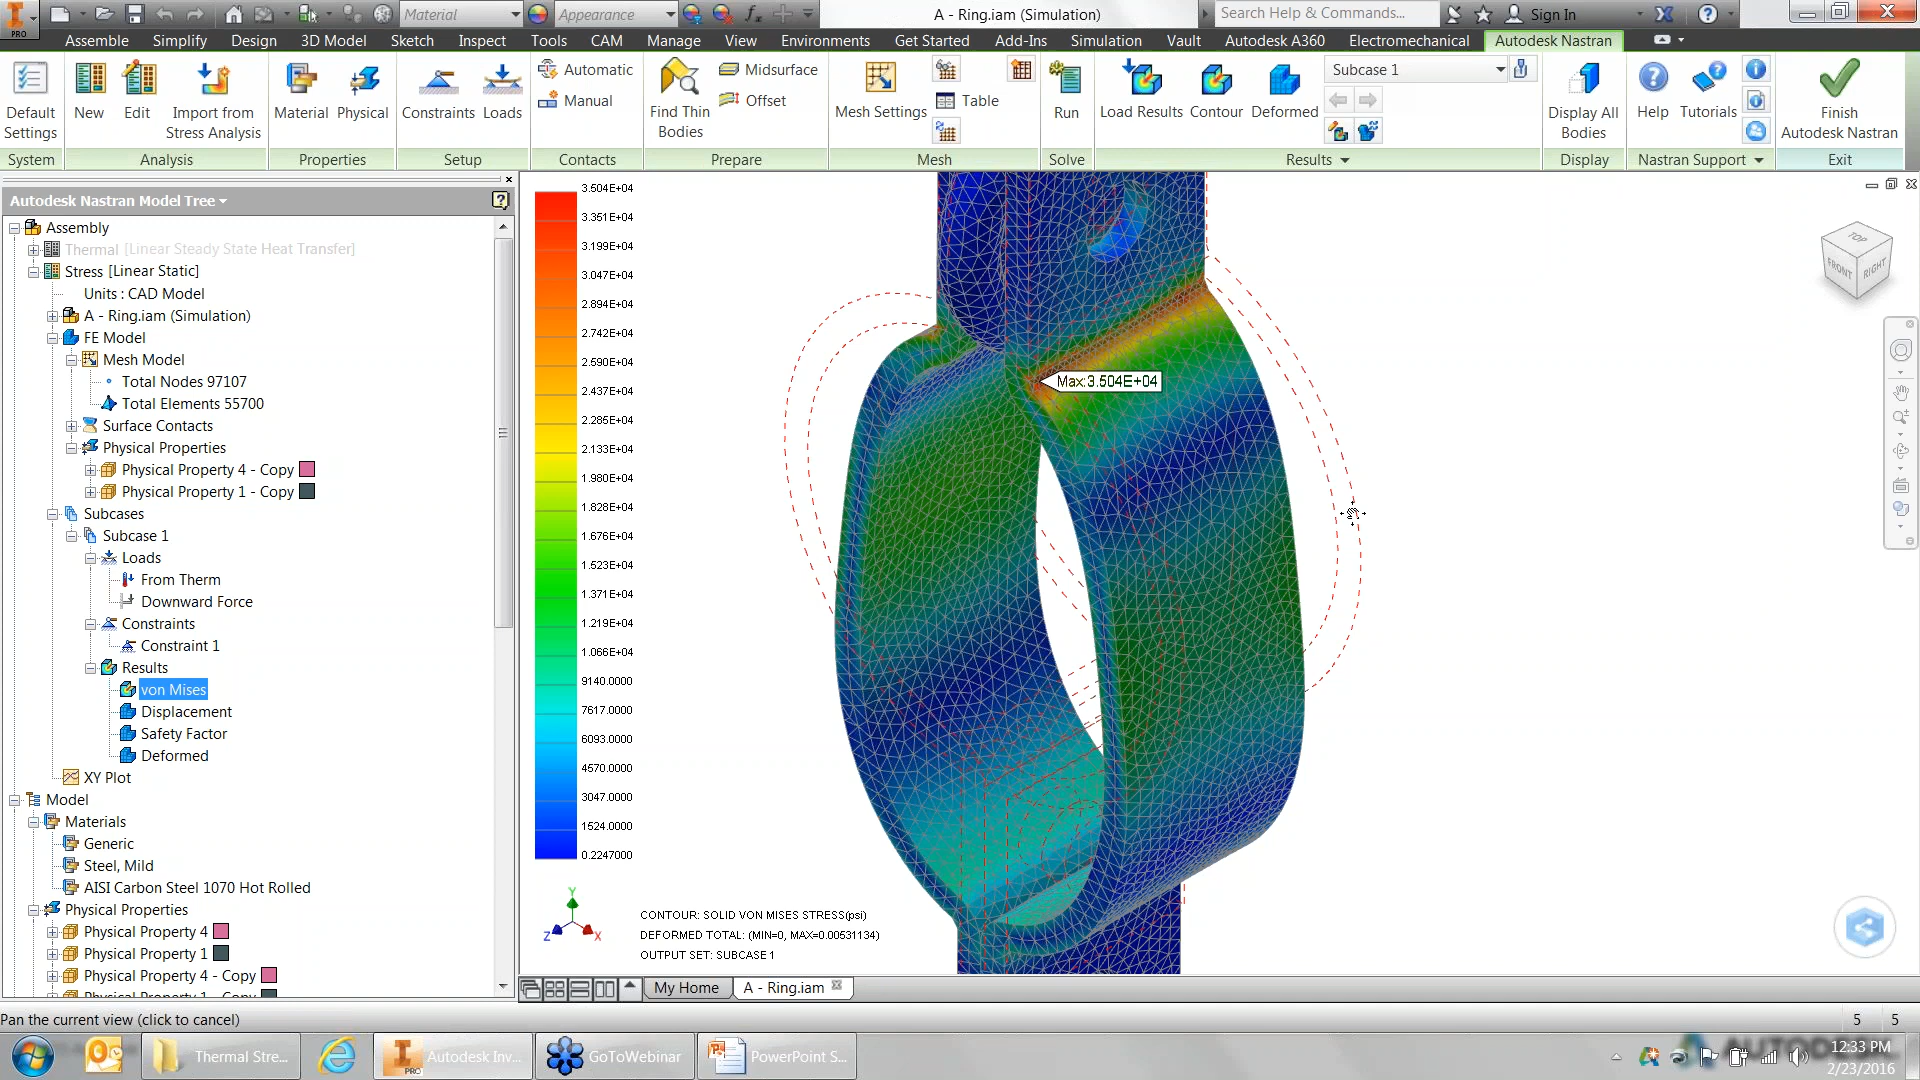 PRO
Material
Appearance
A - Ring.iam (Simulation)
Search Help & Commands...
Sign In
Assemble Simplify Design 3D Model Sketch Inspect Tools CAM Manage View Environments Get Started Add-Ins Simulation Vault Autodesk A360 Electromechanical Autodesk Nastran
Default Settings
New
Edit
Import from Stress Analysis
Material
Physical
Constraints
Loads
Automatic
Manual
Find Thin Bodies
Midsurface
Offset
Mesh Settings
Table
Run
Load Results
Contour
Deformed
Subcase 1
Display All Bodies
Help
Tutorials
Finish Autodesk Nastran
System Analysis Properties Setup Contacts Prepare Mesh Solve Results Display Nastran Support Exit
Autodesk Nastran Model Tree
Assembly
Thermal [Linear Steady State Heat Transfer]
Stress [Linear Static]
Units : CAD Model
A - Ring.iam (Simulation)
FE Model
Mesh Model
Total Nodes 97107
Total Elements 55700
Surface Contacts
Physical Properties
Physical Property 4 - Copy
Physical Property 1 - Copy
Subcases
Subcase 1
Loads
From Therm
Downward Force
Constraints
Constraint 1
Results
von Mises
Displacement
Safety Factor
Deformed
XY Plot
Model
Materials
Generic
Steel, Mild
AISI Carbon Steel 1070 Hot Rolled
Physical Properties
Physical Property 4
Physical Property 1
Physical Property 4 - Copy
Physical Property 1 - Copy
3.504E+04
3.351E+04
3.199E+04
3.047E+04
2.894E+04
2.742E+04
2.590E+04
2.437E+04
2.285E+04
2.133E+04
1.980E+04
1.828E+04
1.676E+04
1.523E+04
1.371E+04
1.219E+04
1.066E+04
9140.0000
7617.0000
6093.0000
4570.0000
3047.0000
1524.0000
0.2247000
Max:3.504E+04
TOP
FRONT
RIGHT
Y
Z
X
CONTOUR: SOLID VON MISES STRESS(psi)
DEFORMED TOTAL: (MIN=0, MAX=0.00531134)
OUTPUT SET: SUBCASE 1
My Home
A - Ring.iam
Pan the current view (click to cancel)
5 5
Thermal Stre...
PRO
Autodesk Inv...
GoToWebinar
PowerPoint S...
12:33 PM
2/23/2016